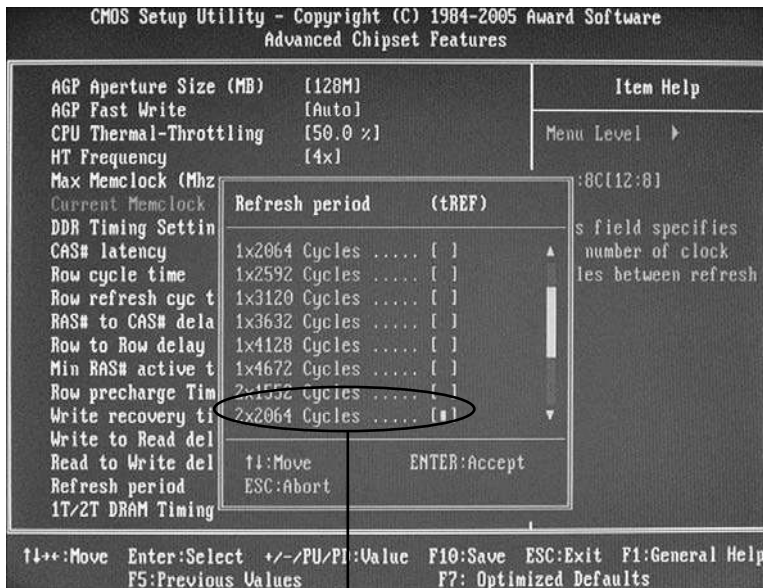 CMOS Setup Utility - Copyright (C) 1984-2005 Award Software
Advanced Chipset Features
AGP Aperture Size (MB) [128M]
AGP Fast Write [Auto]
CPU Thermal-Throttling [50.0 %]
HT Frequency [4x]
Max Memclock (Mhz
Current Memclock
DDR Timing Settin
CAS# latency
Row cycle time
Row refresh cyc t
RAS# to CAS# dela
Row to Row delay
Min RAS# active t
Row precharge Tim
Write recovery ti
Write to Read del
Read to Write del
Refresh period
1T/2T DRAM Timing
Refresh period (tREF)
1x2064 Cycles ..... [ ]
1x2592 Cycles ..... [ ]
1x3120 Cycles ..... [ ]
1x3632 Cycles ..... [ ]
1x4128 Cycles ..... [ ]
1x4672 Cycles ..... [ ]
2x1552 Cycles ..... [ ]
2x2064 Cycles ..... [■]
↑↓:Move ENTER:Accept
ESC:Abort
Item Help
Menu Level ▶
:8C[12:8]
s field specifies
number of clock
les between refresh
↑↓→←:Move Enter:Select +/-/PU/PD:Value F10:Save ESC:Exit F1:General Help
F5:Previous Values F7: Optimized Defaults